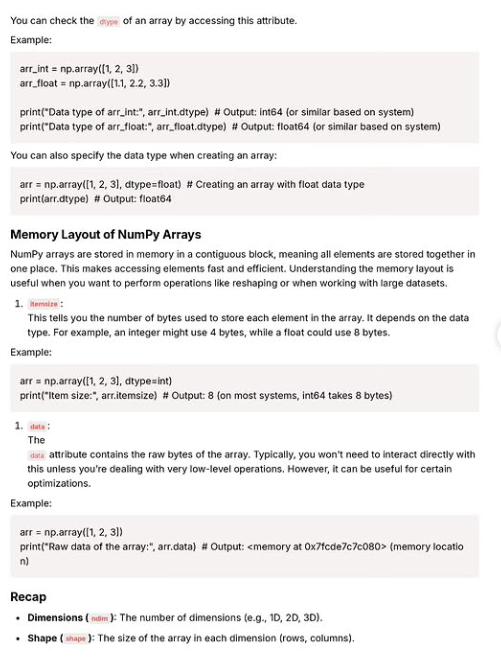 You can check the dtype of an array by accessing this attribute.
Example:
arr_int = np.array([1, 2, 3])
arr_float = np.array([1.1, 2.2, 3.3])
print("Data type of arr_int:", arr_int.dtype)  # Output: int64 (or similar based on system)
print("Data type of arr_float:", arr_float.dtype)  # Output: float64 (or similar based on system)
You can also specify the data type when creating an array:
arr = np.array([1, 2, 3], dtype=float)  # Creating an array with float data type
print(arr.dtype)  # Output: float64
Memory Layout of NumPy Arrays
NumPy arrays are stored in memory in a contiguous block, meaning all elements are stored together in
one place. This makes accessing elements fast and efficient. Understanding the memory layout is
useful when you want to perform operations like reshaping or when working with large datasets.
1. itemsize :
This tells you the number of bytes used to store each element in the array. It depends on the data
type. For example, an integer might use 4 bytes, while a float could use 8 bytes.
Example:
arr = np.array([1, 2, 3], dtype=int)
print("Item size:", arr.itemsize)  # Output: 8 (on most systems, int64 takes 8 bytes)
1. data :
The
data attribute contains the raw bytes of the array. Typically, you won't need to interact directly with
this unless you're dealing with very low-level operations. However, it can be useful for certain
optimizations.
Example:
arr = np.array([1, 2, 3])
print("Raw data of the array:", arr.data)  # Output: <memory at 0x7fcde7c7c080> (memory locatio
n)
Recap
• Dimensions ( ndim ): The number of dimensions (e.g., 1D, 2D, 3D).
• Shape ( shape ): The size of the array in each dimension (rows, columns).